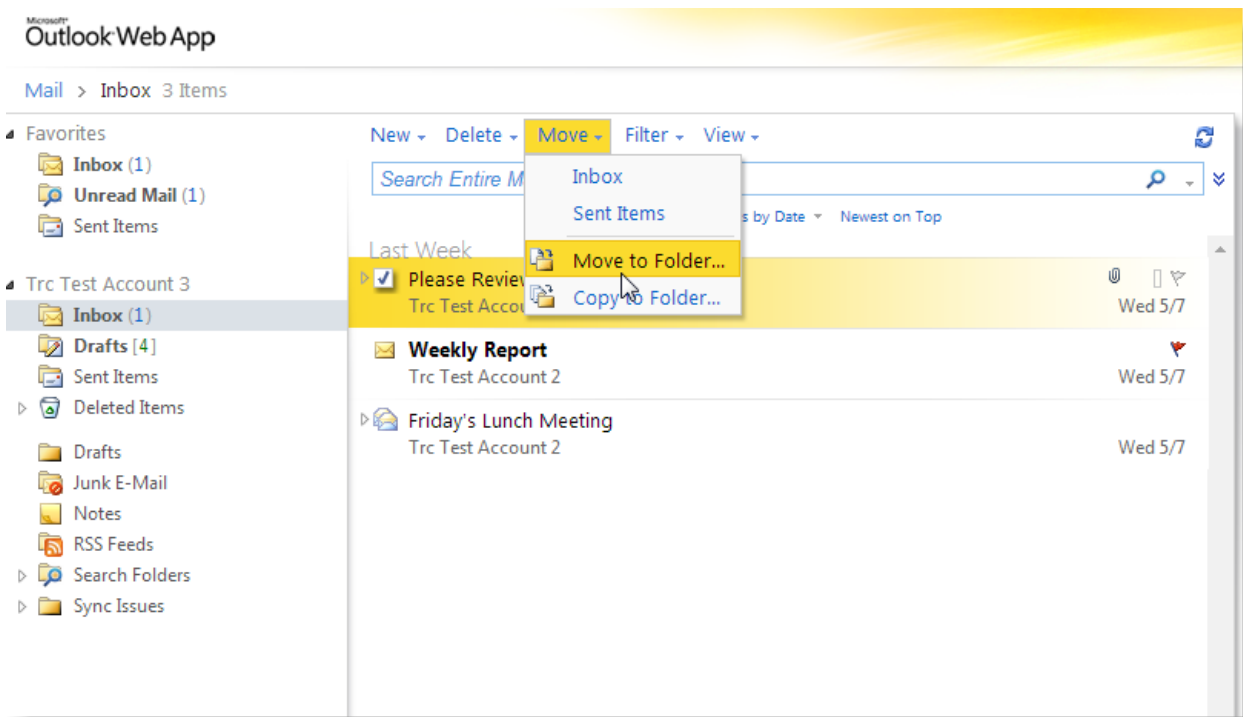 Microsoft®
Outlook Web App
Mail > Inbox 3 Items
Favorites
Inbox (1)
Unread Mail (1)
Sent Items
Trc Test Account 3
Inbox (1)
Drafts [4]
Sent Items
Deleted Items
Drafts
Junk E-Mail
Notes
RSS Feeds
Search Folders
Sync Issues
New Delete Move Filter View
Search Entire
Inbox
Sent Items
by Date Newest on Top
Last Week
Move to Folder...
Copy to Folder...
Please
Trc Test
Wed 5/7
Weekly Report
Trc Test Account 2
Wed 5/7
Friday's Lunch Meeting
Trc Test Account 2
Wed 5/7